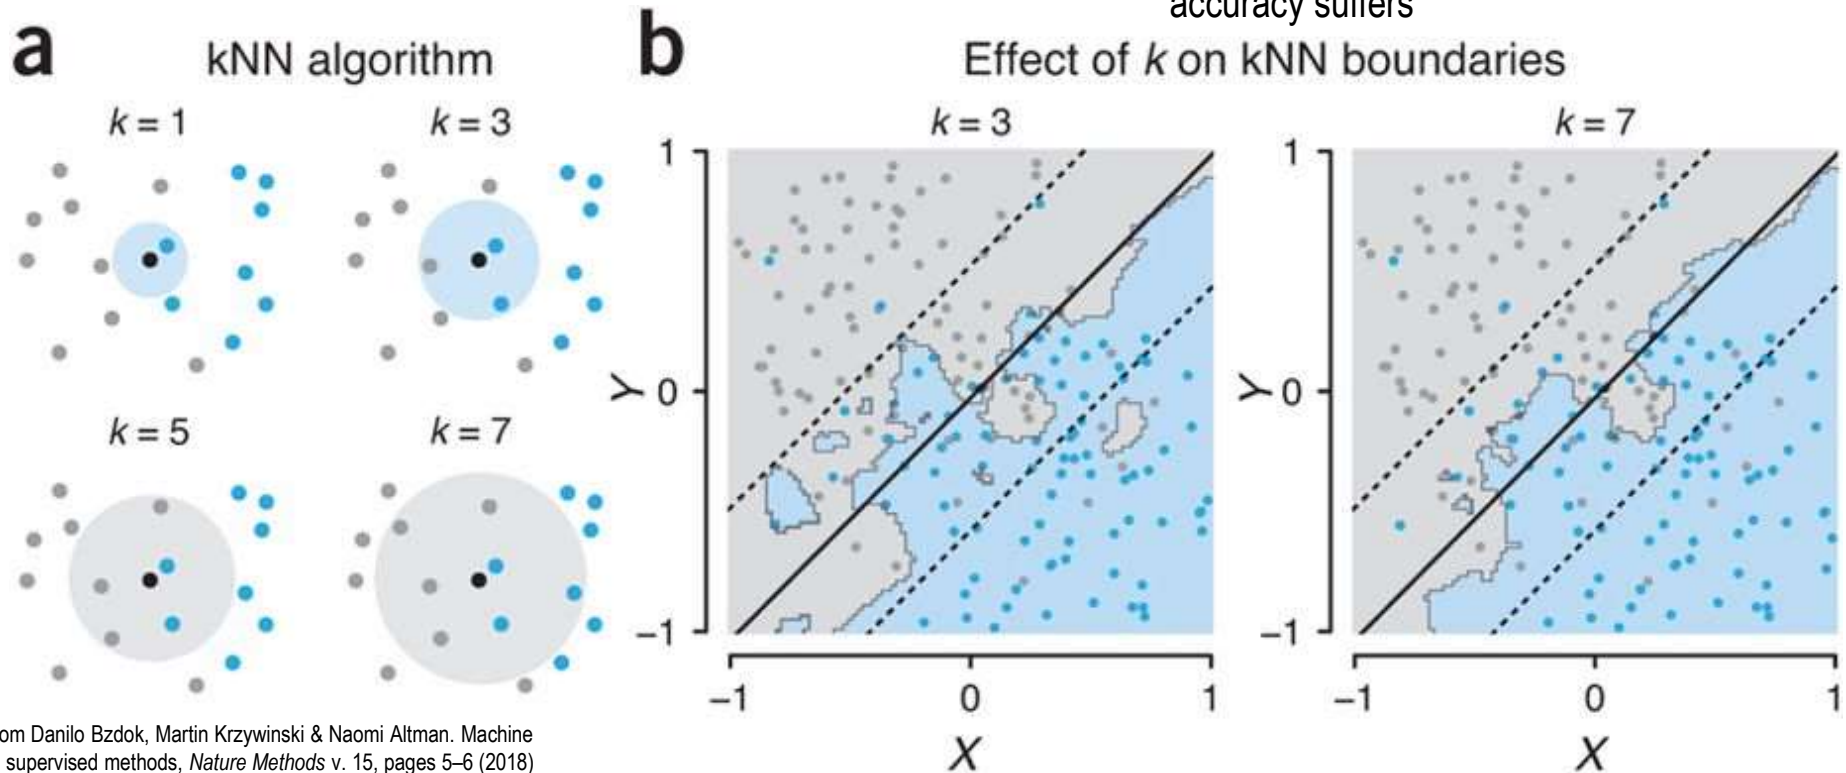 accuracy suffers
a
kNN algorithm
k = 1
k = 3
k = 5
k = 7
b
Effect of k on kNN boundaries
k = 3
1
Y
0
−1
−1
0
1
X
k = 7
1
Y
0
−1
−1
0
1
X
om Danilo Bzdok, Martin Krzywinski & Naomi Altman. Machine
supervised methods, Nature Methods v. 15, pages 5–6 (2018)